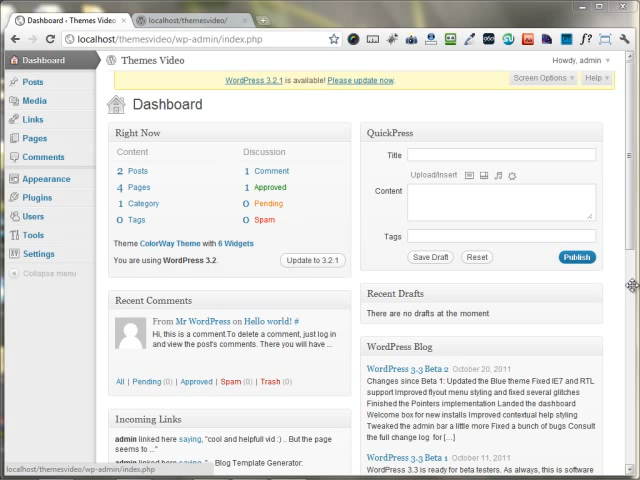 Dashboard ‹ Themes Video
localhost/themesvideo/
localhost/themesvideo/wp-admin/index.php
Dashboard
Themes Video
Howdy, admin
WordPress 3.2.1 is available! Please update now.
Screen Options
Help
Posts
Media
Links
Pages
Comments
Appearance
Plugins
Users
Tools
Settings
Collapse menu
Dashboard
Right Now
Content
Discussion
2 Posts
1 Comment
4 Pages
1 Approved
1 Category
0 Pending
0 Tags
0 Spam
Theme ColorWay Theme with 6 Widgets
You are using WordPress 3.2.
Update to 3.2.1
Recent Comments
From Mr WordPress on Hello world! #
Hi, this is a comment.To delete a comment, just log in
and view the post's comments. There you will have ...
All | Pending (0) | Approved | Spam (0) | Trash (0)
Incoming Links
admin linked here saying, "cool and helpfull vid :) .. But the page
seems to ..."
admin linked here saying, "... Blog Template Generator:
QuickPress
Title
Upload/Insert
Content
Tags
Save Draft
Reset
Publish
Recent Drafts
There are no drafts at the moment
WordPress Blog
WordPress 3.3 Beta 2 October 20, 2011
Changes since Beta 1: Updated the Blue theme Fixed IE7 and RTL
support Improved flyout menu styling and fixed several glitches
Finished the Pointers implementation Landed the dashboard
Welcome box for new installs Improved contextual help styling
Tweaked the admin bar a little more Fixed a bunch of bugs Consult
the full change log for […]
WordPress 3.3 Beta 1 October 11, 2011
WordPress 3.3 is ready for beta testers. As always, this is software
localhost/themesvideo/wp-admin/index.php